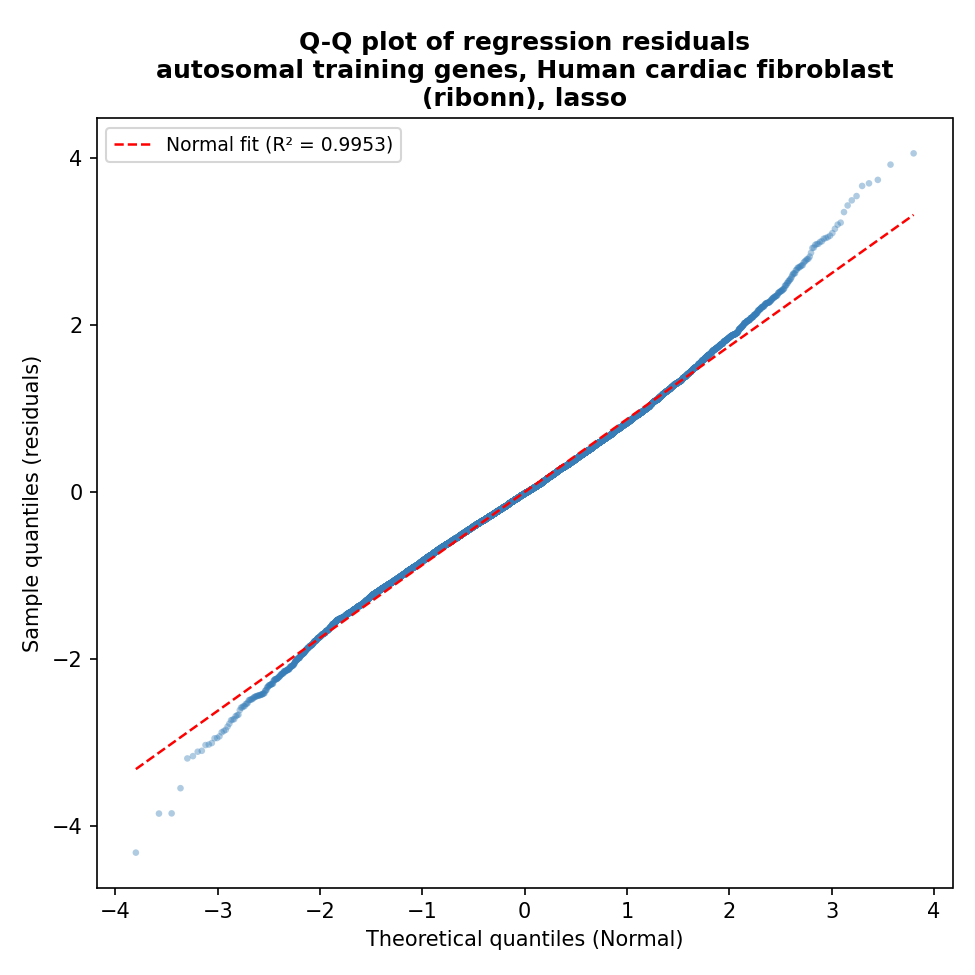 Q-Q plot of regression residuals
autosomal training genes, Human cardiac fibroblast
(ribonn), lasso
Normal fit (R² = 0.9953)
Sample quantiles (residuals)
4
2
0
−2
−4
−4 −3 −2 −1 0 1 2 3 4
Theoretical quantiles (Normal)